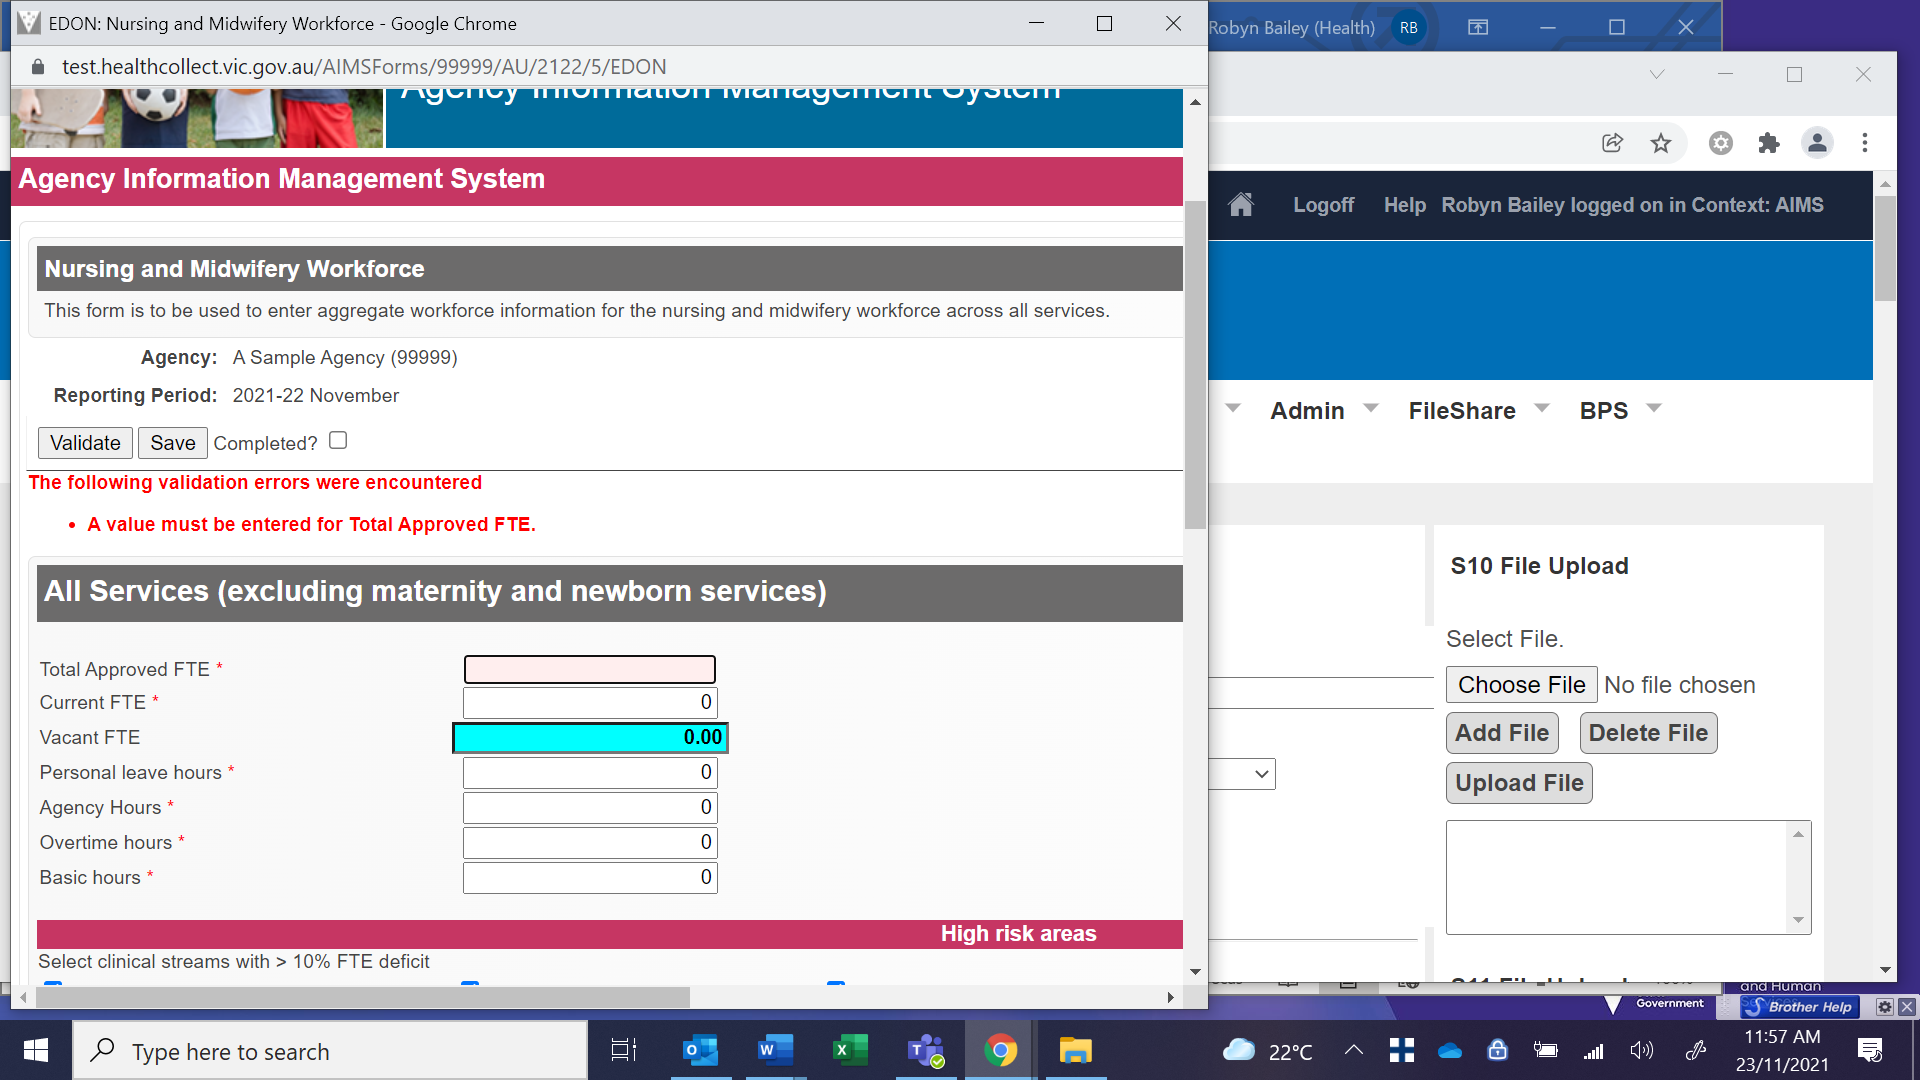 EDON: Nursing and Midwifery Workforce - Google Chrome
test.healthcollect.vic.gov.au/AIMSForms/99999/AU/2122/5/EDON
Agency Information Management System
Agency Information Management System
Nursing and Midwifery Workforce
This form is to be used to enter aggregate workforce information for the nursing and midwifery workforce across all services.
Agency: A Sample Agency (99999)
Reporting Period: 2021-22 November
Validate Save Completed?
The following validation errors were encountered
• A value must be entered for Total Approved FTE.
All Services (excluding maternity and newborn services)
Total Approved FTE *
Current FTE * 0
Vacant FTE 0.00
Personal leave hours * 0
Agency Hours * 0
Overtime hours * 0
Basic hours * 0
High risk areas
Select clinical streams with > 10% FTE deficit
Robyn Bailey (Health) RB
Logoff Help Robyn Bailey logged on in Context: AIMS
Admin FileShare BPS
S10 File Upload
Select File.
Choose File No file chosen
Add File Delete File
Upload File
and Human
Government
Brother Help
Type here to search
22°C
11:57 AM
23/11/2021